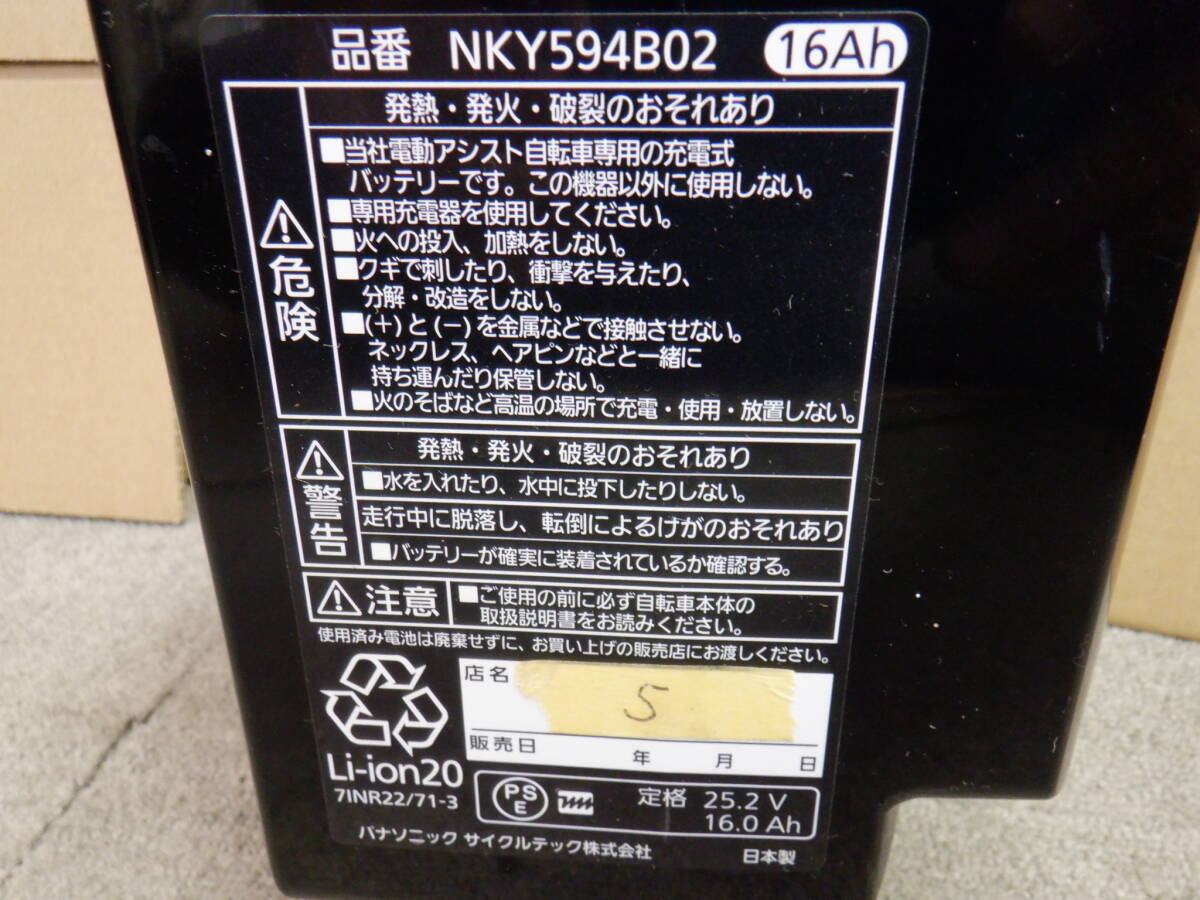 品番 NKY594B02 16Ah
発熱・発火・破裂のおそれあり
■当社電動アシスト自転車専用の充電式
バッテリーです。この機器以外に使用しない。
■専用充電器を使用してください。
■火への投入、加熱をしない。
■クギで刺したり、衝撃を与えたり、
分解・改造をしない。
■(+)と(−)を金属などで接触させない。
ネックレス、ヘアピンなどと一緒に
持ち運んだり保管しない。
■火のそばなど高温の場所で充電・使用・放置しない。
危険
発熱・発火・破裂のおそれあり
■水を入れたり、水中に投下したりしない。
走行中に脱落し、転倒によるけがのおそれあり
■バッテリーが確実に装着されているか確認する。
警告
注意
■ご使用の前に必ず自転車本体の
取扱説明書をお読みください。
使用済み電池は廃棄せずに、お買い上げの販売店にお渡しください。
店名
5
販売日 年 月 日
Li-ion20
7INR22/71-3
PSE
定格 25.2 V
16.0 Ah
パナソニック サイクルテック株式会社
日本製